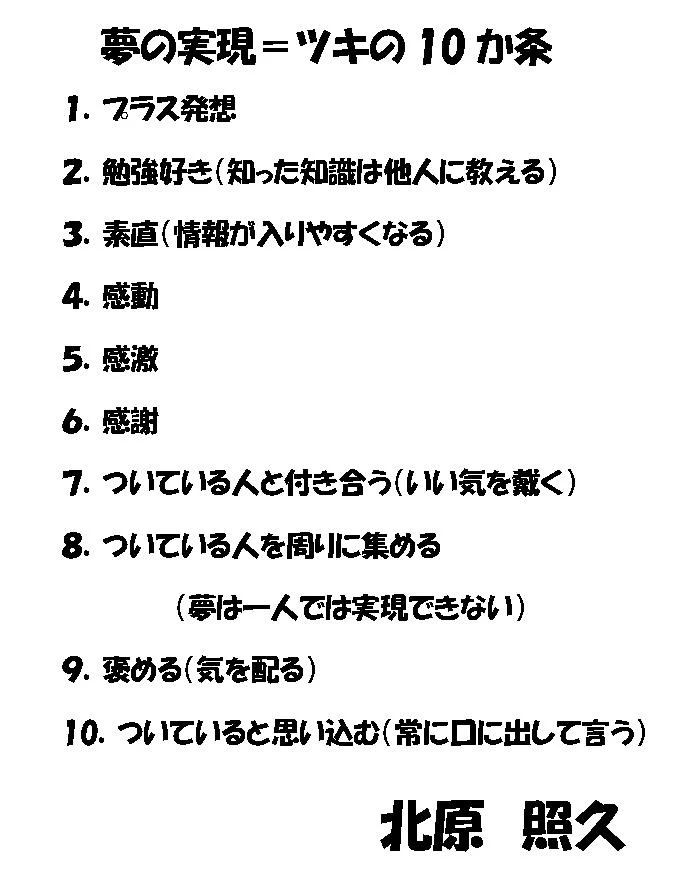 夢の実現＝ツキの10か条
1. プラス発想
2. 勉強好き(知った知識は他人に教える)
3. 素直(情報が入りやすくなる)
4. 感動
5. 感激
6. 感謝
7. ついている人と付き合う(いい気を戴く)
8. ついている人を周りに集める
(夢は一人では実現できない)
9. 褒める(気を配る)
10. ついていると思い込む(常に口に出して言う)
北原　照久